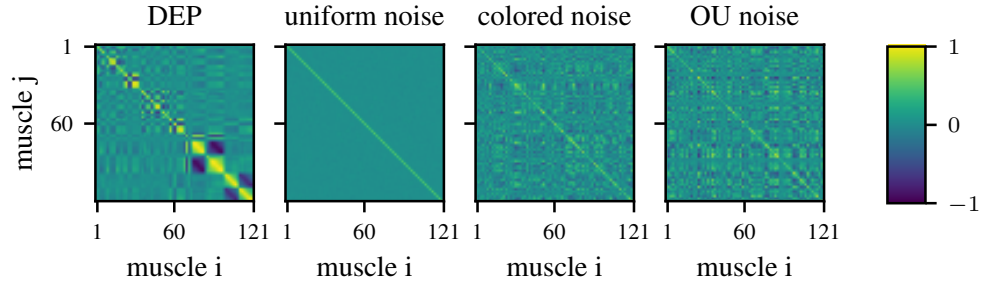 DEP uniform noise colored noise OU noise
1 1
muscle j 60 0
−1
1 60 121 1 60 121 1 60 121 1 60 121
muscle i muscle i muscle i muscle i